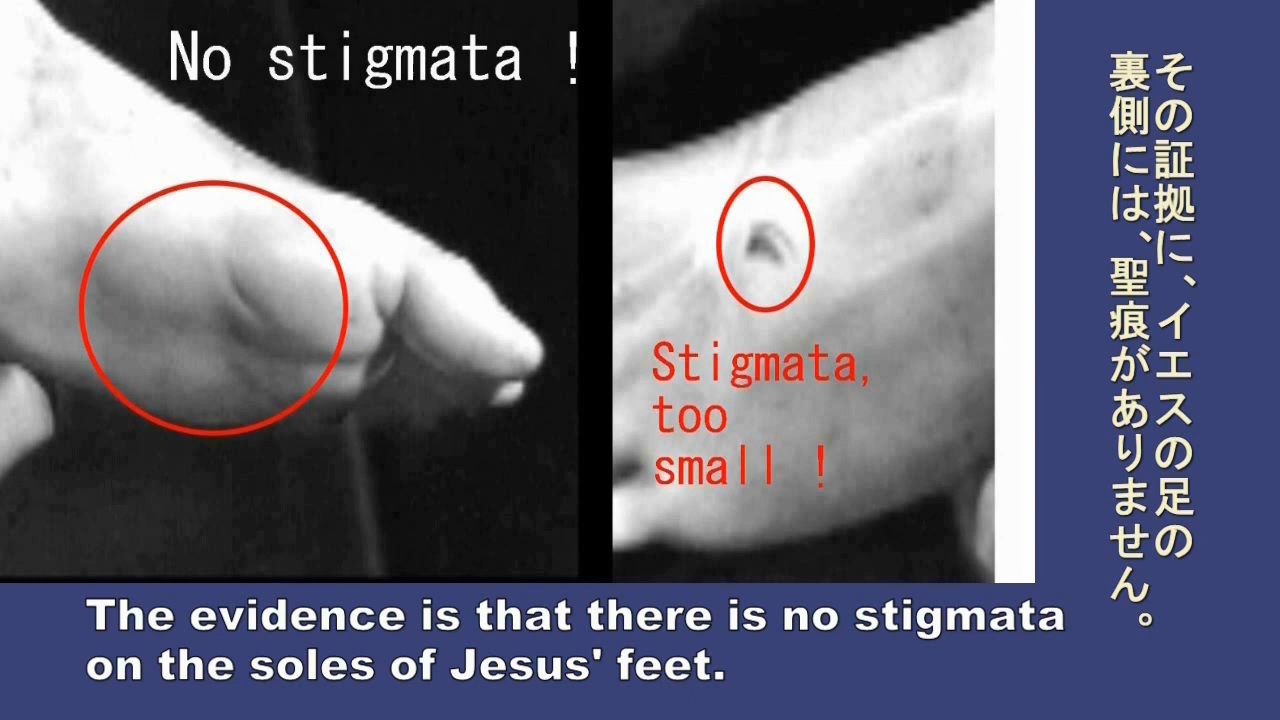 No stigmata !
Stigmata,
too
small !
その証拠に、イエスの足の
裏側には、聖痕がありません。
The evidence is that there is no stigmata
on the soles of Jesus' feet.